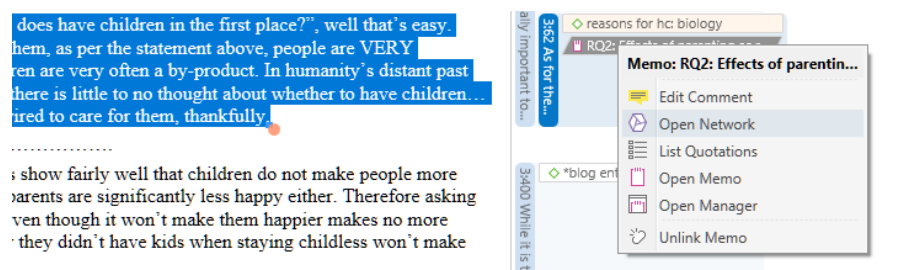 does have children in the first place?”, well that’s easy.
hem, as per the statement above, people are VERY
ren are very often a by-product. In humanity’s distant past
there is little to no thought about whether to have children…
ired to care for them, thankfully.
………………
s show fairly well that children do not make people more
parents are significantly less happy either. Therefore asking
ven though it won’t make them happier makes no more
they didn’t have kids when staying childless won’t make
ally important to...
3:62 As for the...
reasons for hc: biology
RQ2: Effects of parenting
Memo: RQ2: Effects of parentin...
Edit Comment
Open Network
List Quotations
Open Memo
Open Manager
Unlink Memo
3:400 While it is t
*blog ent